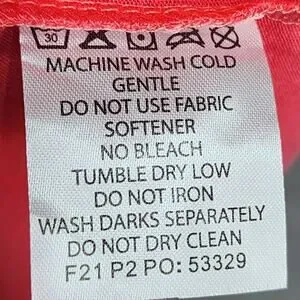 30
MACHINE WASH COLD
GENTLE
DO NOT USE FABRIC
SOFTENER
NO BLEACH
TUMBLE DRY LOW
DO NOT IRON
WASH DARKS SEPARATELY
DO NOT DRY CLEAN
F21 P2 PO: 53329